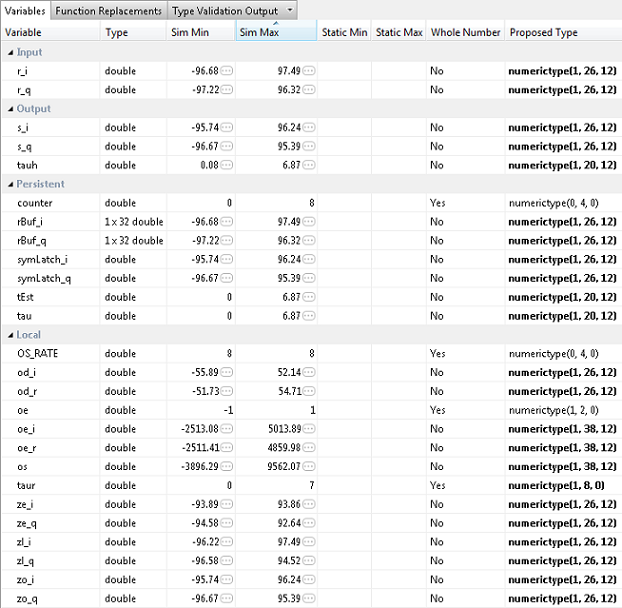 Variables Function Replacements Type Validation Output
Variable Type Sim Min Sim Max Static Min Static Max Whole Number Proposed Type
Input
r_i double -96.68 97.49 No numerictype(1, 26, 12)
r_q double -97.22 96.32 No numerictype(1, 26, 12)
Output
s_i double -95.74 96.24 No numerictype(1, 26, 12)
s_q double -96.67 95.39 No numerictype(1, 26, 12)
tauh double 0.08 6.87 No numerictype(1, 20, 12)
Persistent
counter double 0 8 Yes numerictype(0, 4, 0)
rBuf_i 1 x 32 double -96.68 97.49 No numerictype(1, 26, 12)
rBuf_q 1 x 32 double -97.22 96.32 No numerictype(1, 26, 12)
symLatch_i double -95.74 96.24 No numerictype(1, 26, 12)
symLatch_q double -96.67 95.39 No numerictype(1, 26, 12)
tEst double 0 6.87 No numerictype(1, 20, 12)
tau double 0 6.87 No numerictype(1, 20, 12)
Local
OS_RATE double 8 8 Yes numerictype(0, 4, 0)
od_i double -55.89 52.14 No numerictype(1, 26, 12)
od_r double -51.73 54.71 No numerictype(1, 26, 12)
oe double -1 1 Yes numerictype(1, 2, 0)
oe_i double -2513.08 5013.89 No numerictype(1, 38, 12)
oe_r double -2511.41 4859.98 No numerictype(1, 38, 12)
os double -3896.29 9562.07 No numerictype(1, 38, 12)
taur double 0 7 Yes numerictype(1, 8, 0)
ze_i double -93.89 93.86 No numerictype(1, 26, 12)
ze_q double -94.58 92.64 No numerictype(1, 26, 12)
zl_i double -96.22 97.49 No numerictype(1, 26, 12)
zl_q double -96.58 94.52 No numerictype(1, 26, 12)
zo_i double -95.74 96.24 No numerictype(1, 26, 12)
zo_q double -96.67 95.39 No numerictype(1, 26, 12)